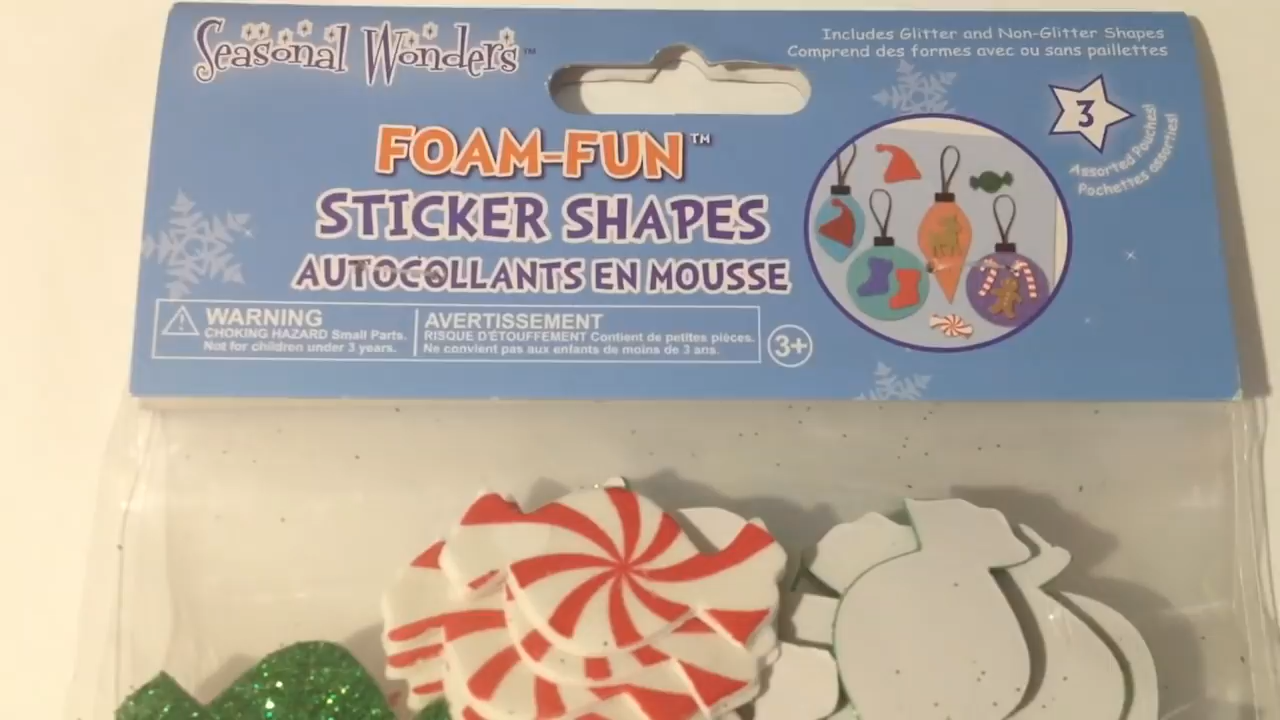 Seasonal Wonders™
Includes Glitter and Non-Glitter Shapes
Comprend des formes avec ou sans paillettes
FOAM-FUN™
STICKER SHAPES
AUTOCOLLANTS EN MOUSSE
3
Assorted Pouches!
Pochettes assorties!
WARNING
CHOKING HAZARD Small Parts.
Not for children under 3 years.
AVERTISSEMENT
RISQUE D'ÉTOUFFEMENT Contient de petites pièces.
Ne convient pas aux enfants de moins de 3 ans.
3+